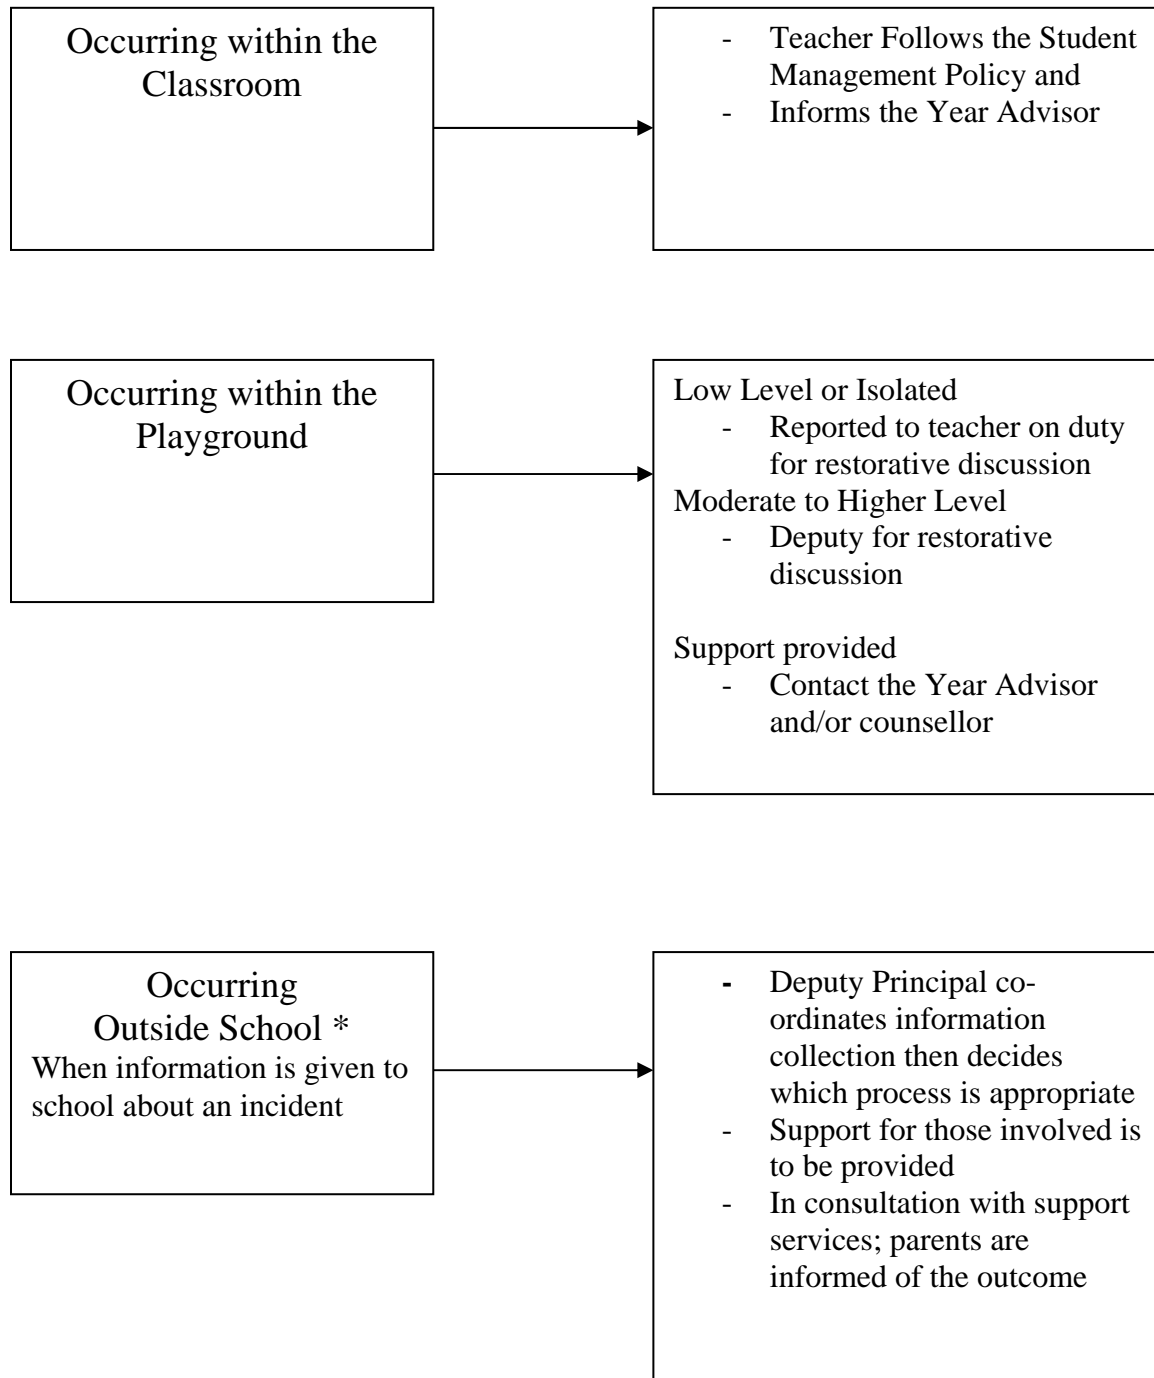 Occurring within the
Classroom
- Teacher Follows the Student
Management Policy and
- Informs the Year Advisor
Occurring within the
Playground
Low Level or Isolated
- Reported to teacher on duty
for restorative discussion
Moderate to Higher Level
- Deputy for restorative
discussion
Support provided
- Contact the Year Advisor
and/or counsellor
Occurring
Outside School *
When information is given to
school about an incident
- Deputy Principal co-
ordinates information
collection then decides
which process is appropriate
- Support for those involved is
to be provided
- In consultation with support
services; parents are
informed of the outcome